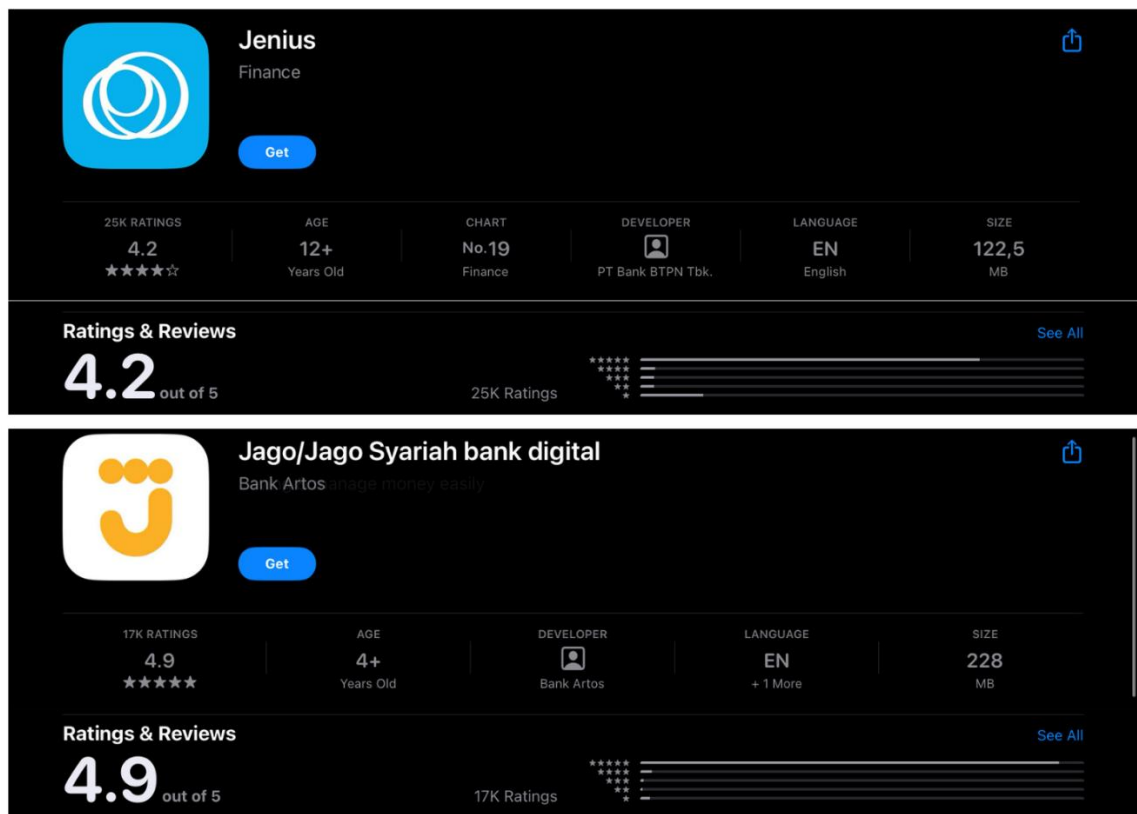 Jenius
Finance
Get
25K RATINGS
4.2
★★★★☆
AGE
12+
Years Old
CHART
No.19
Finance
DEVELOPER
PT Bank BTPN Tbk.
LANGUAGE
EN
English
SIZE
122,5
MB
Ratings & Reviews
See All
4.2 out of 5
25K Ratings
Jago/Jago Syariah bank digital
Bank Artos anage money easily
Get
17K RATINGS
4.9
★★★★★
AGE
4+
Years Old
DEVELOPER
Bank Artos
LANGUAGE
EN
+ 1 More
SIZE
228
MB
Ratings & Reviews
See All
4.9 out of 5
17K Ratings